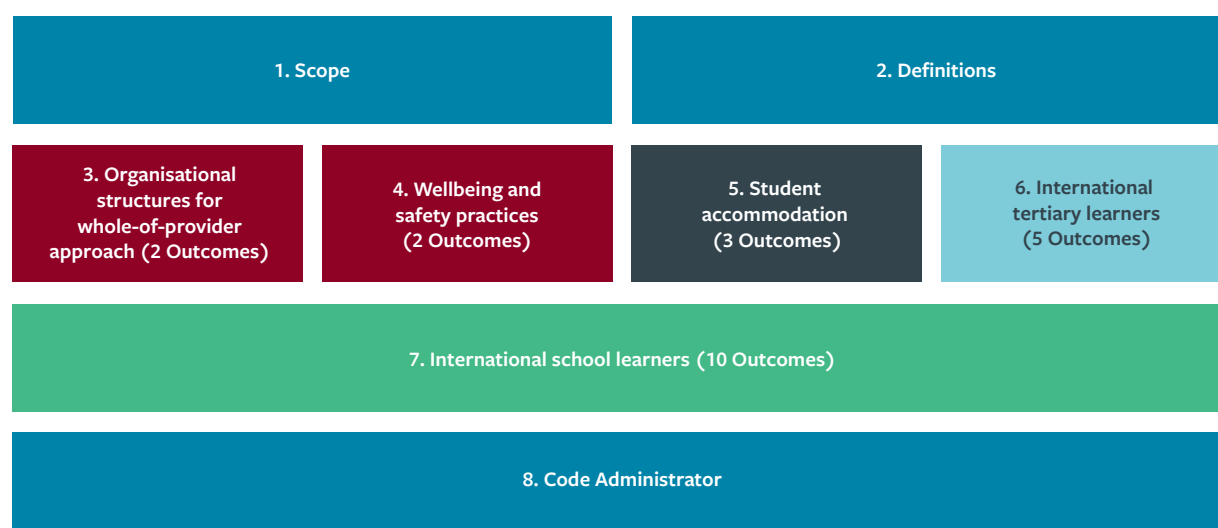 1. Scope
2. Definitions
3. Organisational
structures for
whole-of-provider
approach (2 Outcomes)
4. Wellbeing and
safety practices
(2 Outcomes)
5. Student
accommodation
(3 Outcomes)
6. International
tertiary learners
(5 Outcomes)
7. International school learners (10 Outcomes)
8. Code Administrator